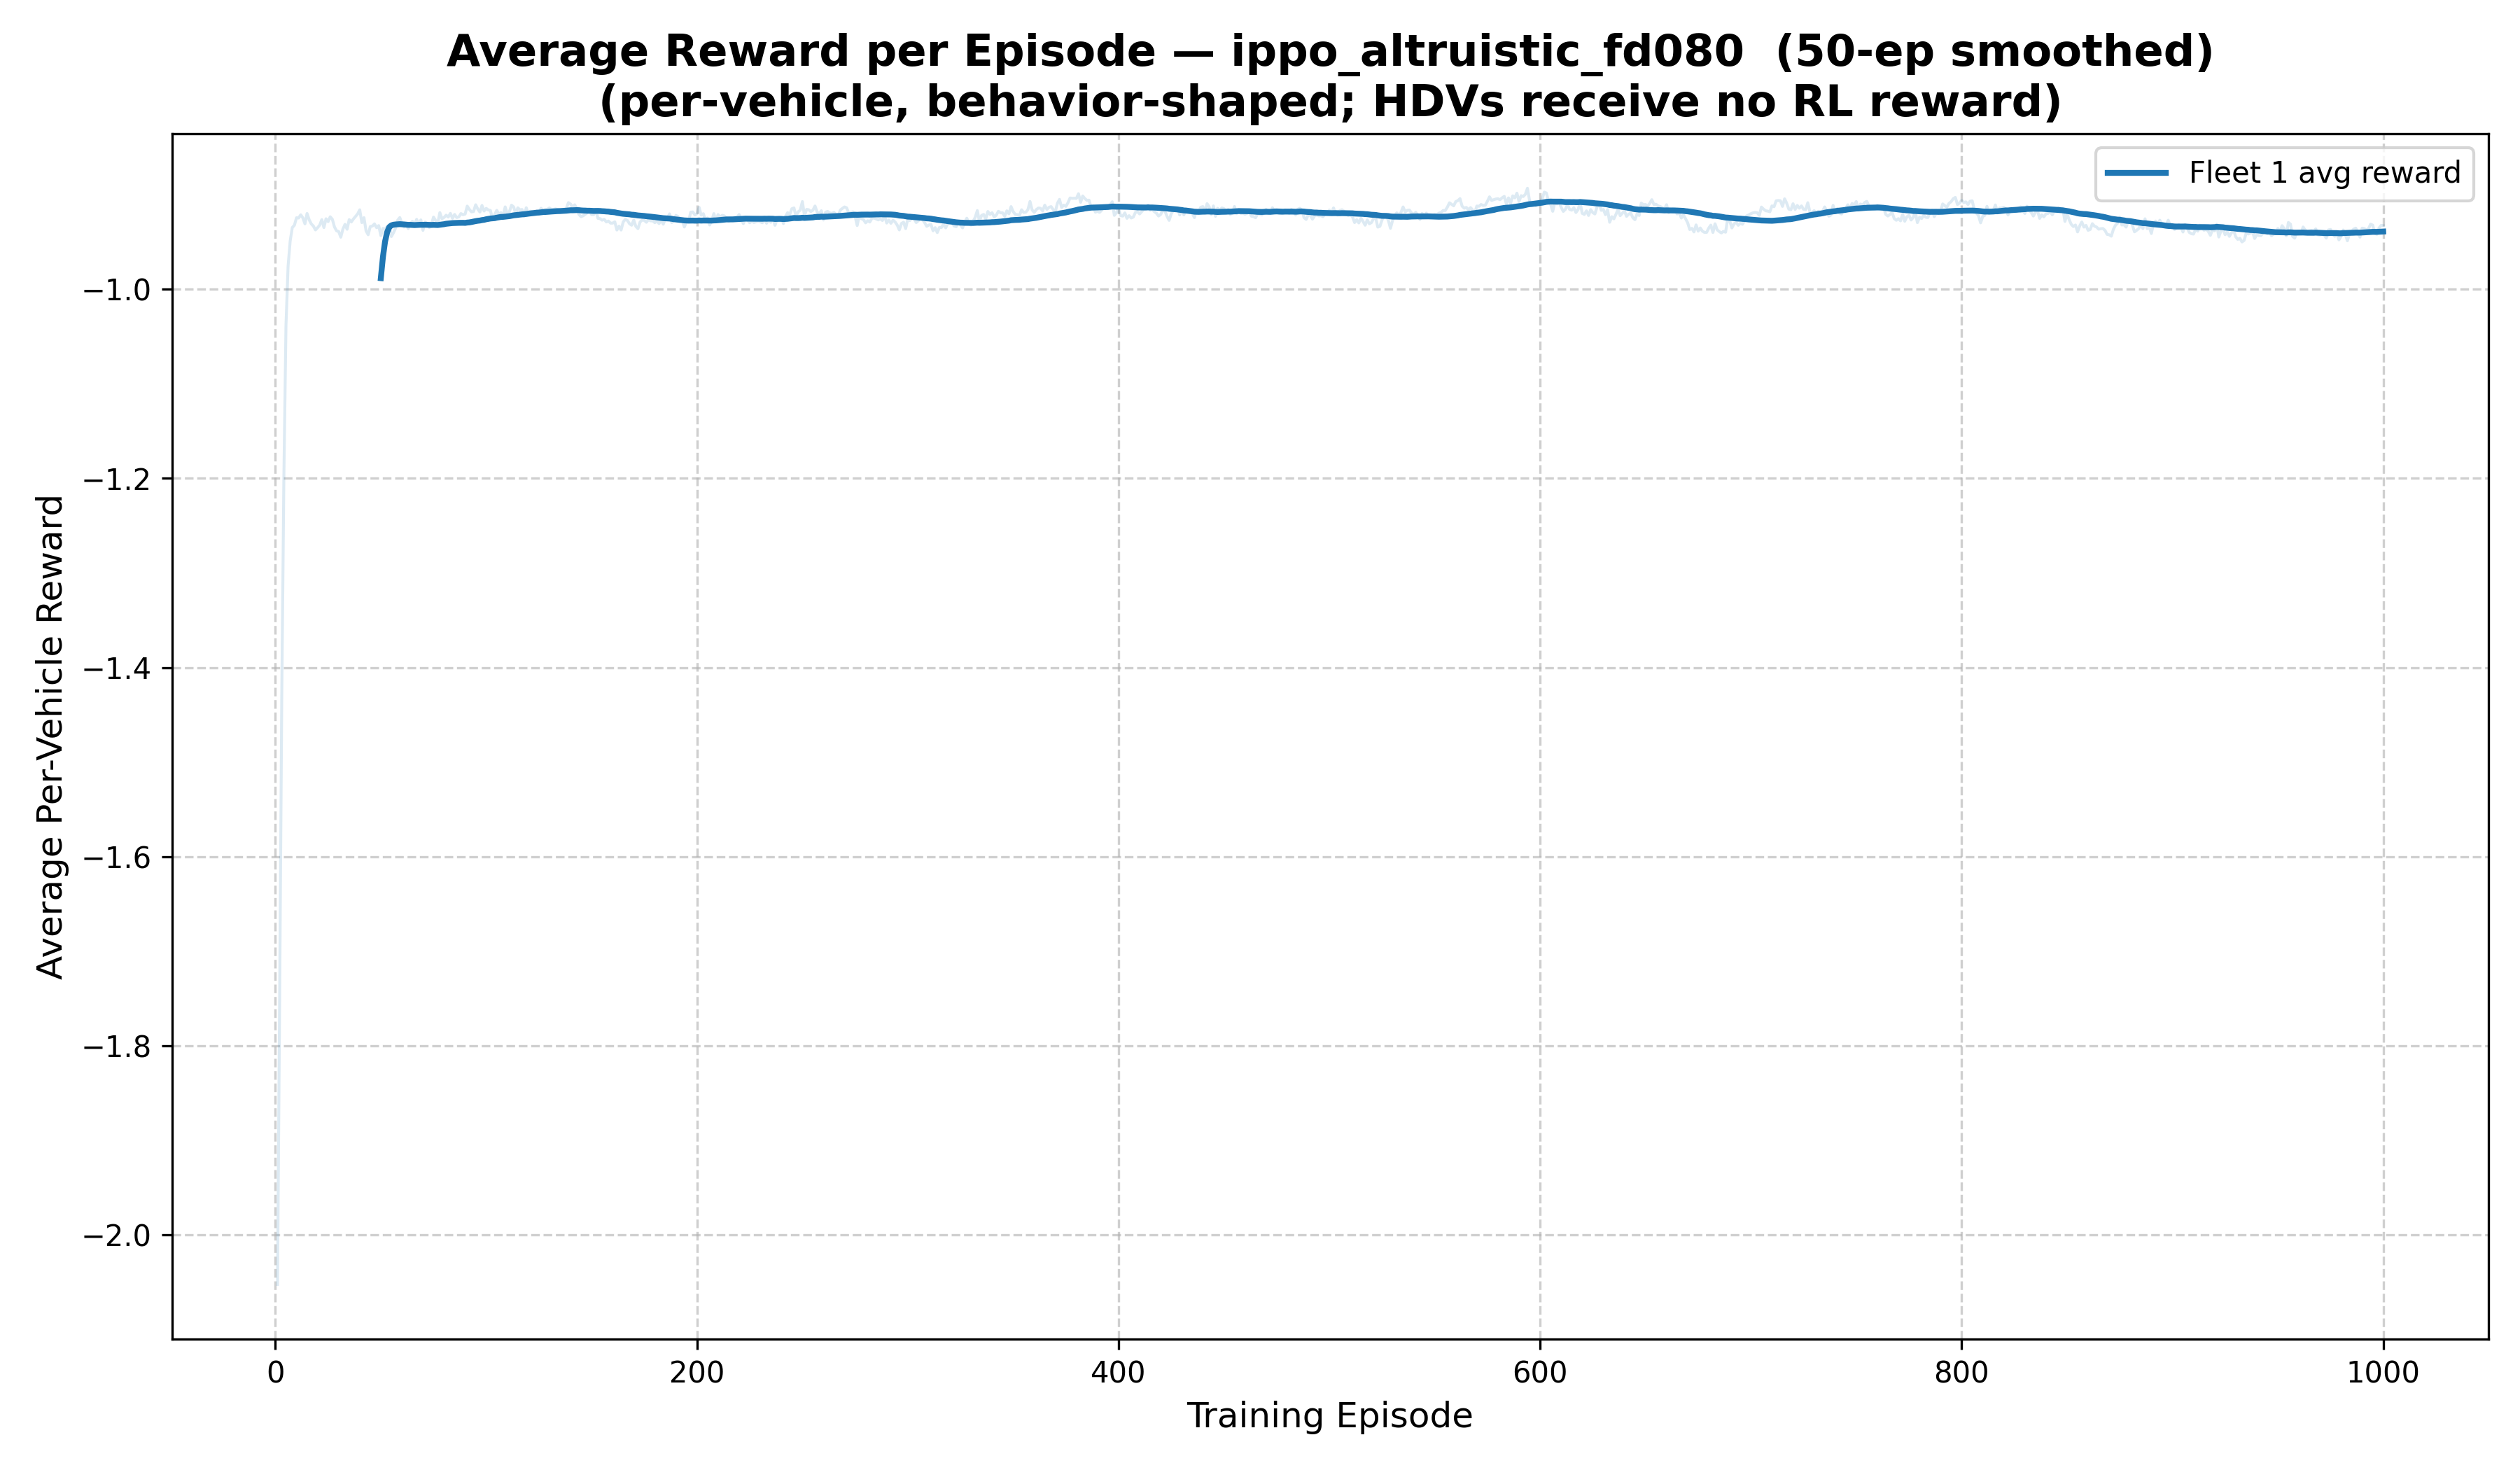 Average Reward per Episode — ippo_altruistic_fd080  (50-ep smoothed)
(per-vehicle, behavior-shaped; HDVs receive no RL reward)
Fleet 1 avg reward
Average Per-Vehicle Reward
−1.0
−1.2
−1.4
−1.6
−1.8
−2.0
0
200
400
600
800
1000
Training Episode